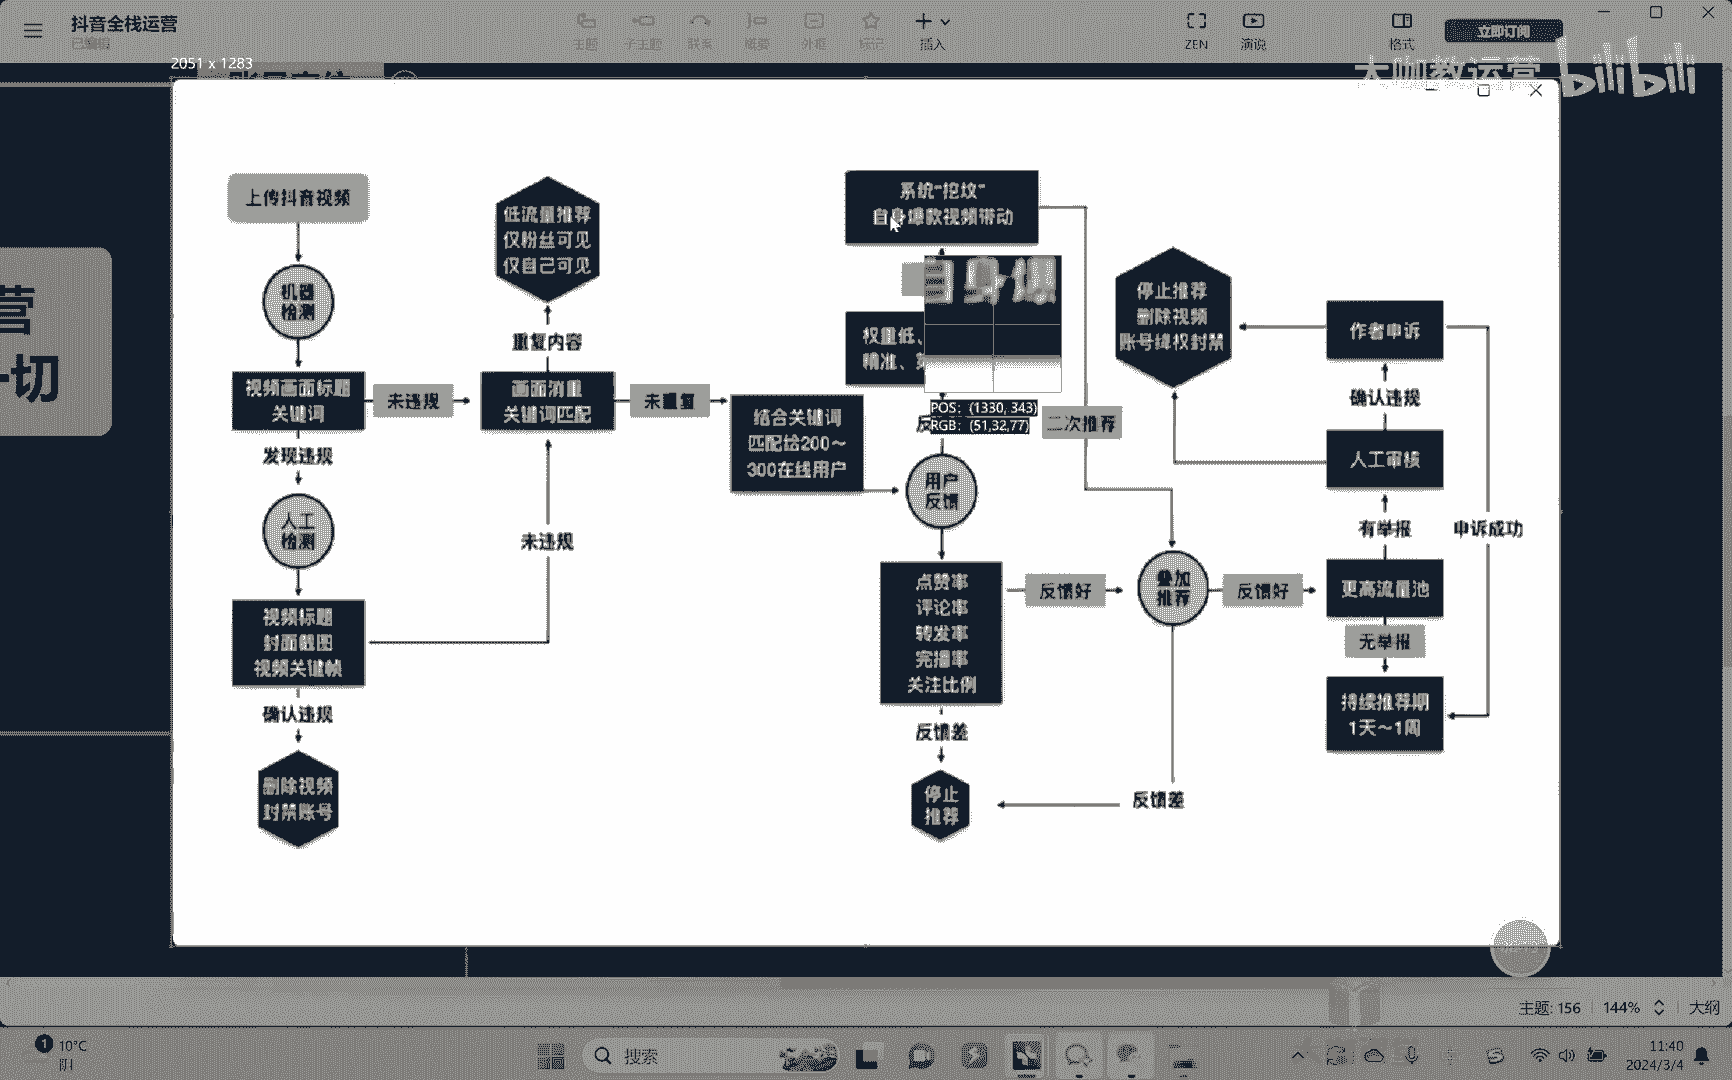 抖音全栈运营
已编辑
主题
子主题
联系
概要
外框
标记
插入
ZEN
演说
格式
立即订阅
2051 x 1283
大咖教运营 bilibili
营
一切
上传抖音视频
机器
检测
视频画面标题
关键词
发现违规
人工
检测
视频标题
封面截图
视频关键帧
确认违规
删除视频
封禁账号
未违规
低流量推荐
仅粉丝可见
仅自己可见
重复内容
画面消重
关键词匹配
未违规
未重复
结合关键词
匹配给200~
300在线用户
系统"挖坟"
自身爆款视频带动
自身爆
权重低、
精准、
POS: (1330, 343)
RGB: (51,32,77)
二次推荐
用户
反馈
点赞率
评论率
转发率
完播率
关注比例
反馈差
停止
推荐
反馈好
叠加
推荐
反馈好
反馈差
停止推荐
删除视频
账号降权封禁
作者申诉
确认违规
人工审核
有举报
申诉成功
更高流量池
无举报
持续推荐期
1天~1周
主题: 156
144%
大纲
1
10°C
阴
搜索
11:40
2024/3/4